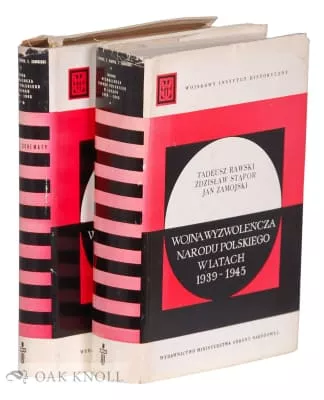 WOJSKOWY INSTYTUT HISTORYCZNY
TADEUSZ RAWSKI
ZDZISŁAW STĄPOR
JAN ZAMOJSKI
WOJNA WYZWOLEŃCZA
NARODU POLSKIEGO
W LATACH
1939-1945
WYDAWNICTWO MINISTERSTWA OBRONY NARODOWEJ
SCHEMATY
© OAK KNOLL